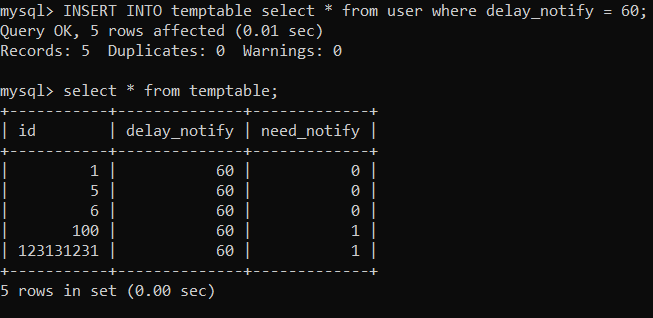 mysql> INSERT INTO temptable select * from user where delay_notify = 60;
Query OK, 5 rows affected (0.01 sec)
Records: 5  Duplicates: 0  Warnings: 0

mysql> select * from temptable;
+-----------+--------------+-------------+
| id        | delay_notify | need_notify |
+-----------+--------------+-------------+
|         1 |           60 |           0 |
|         5 |           60 |           0 |
|         6 |           60 |           0 |
|       100 |           60 |           1 |
| 123131231 |           60 |           1 |
+-----------+--------------+-------------+
5 rows in set (0.00 sec)